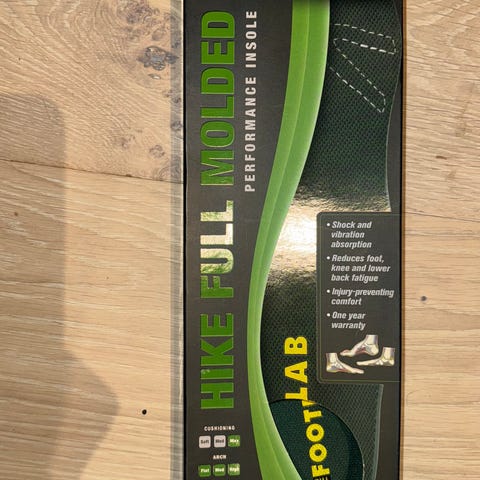 HIKE FULL MOLDED
PERFORMANCE INSOLE
• Shock and
vibration
absorption
• Reduces foot,
knee and lower
back fatigue
• Injury-preventing
comfort
• One year
warranty
FOOTLAB
CUSHIONING
Soft Med Max
ARCH
Flat Med High